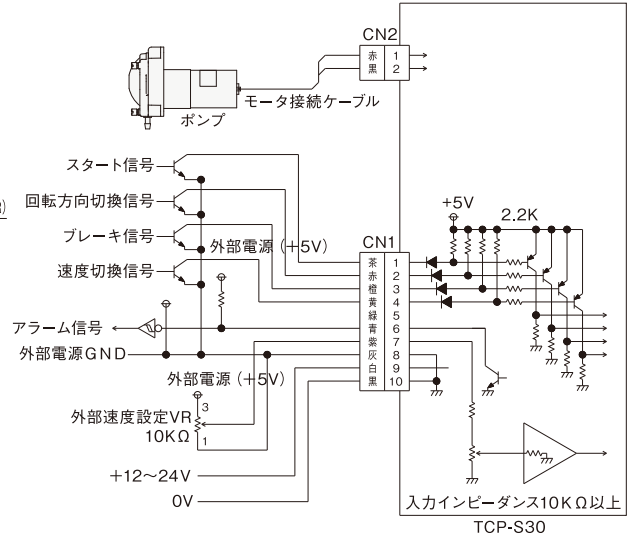 CN2
赤 1
黒 2
モータ接続ケーブル
ポンプ
スタート信号
回転方向切換信号
ブレーキ信号
速度切換信号
外部電源(+5V)
アラーム信号
外部電源GND
外部電源(+5V)
3
外部速度設定VR
10KΩ
1
+12～24V
0V
CN1
茶 1
赤 2
橙 3
黄 4
緑 5
青 6
紫 7
灰 8
白 9
黒 10
+5V
2.2K
入力インピーダンス10KΩ以上
TCP-S30